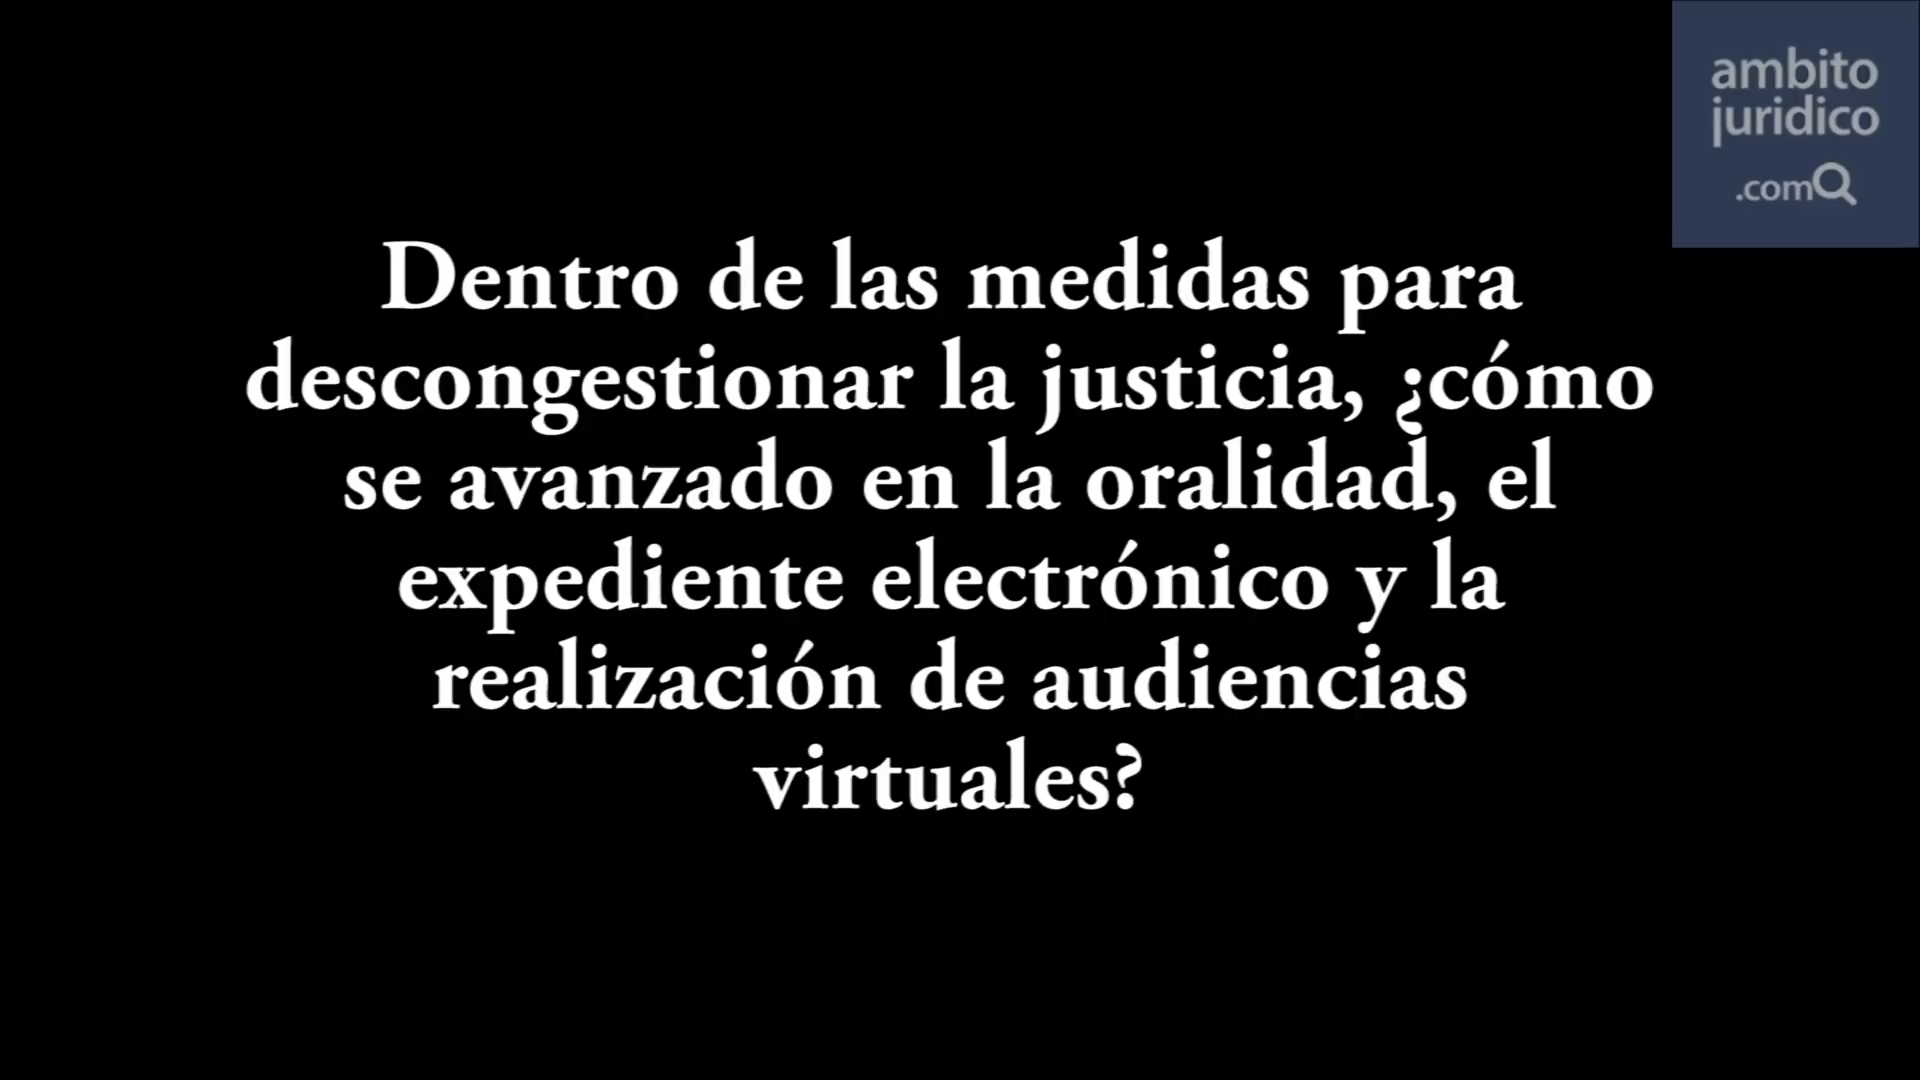 ambito
juridico
.com
Dentro de las medidas para
descongestionar la justicia, ¿cómo
se avanzado en la oralidad, el
expediente electrónico y la
realización de audiencias
virtuales?